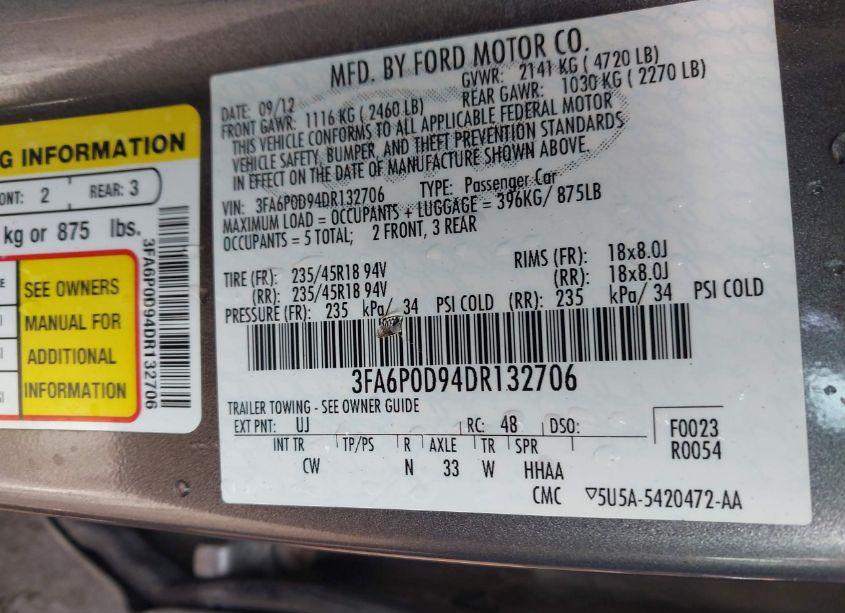 MFD. BY FORD MOTOR CO.
DATE: 09/12 GVWR: 2141 KG ( 4720 LB)
FRONT GAWR: 1116 KG ( 2460 LB) REAR GAWR: 1030 KG ( 2270 LB)
THIS VEHICLE CONFORMS TO ALL APPLICABLE FEDERAL MOTOR
VEHICLE SAFETY, BUMPER, AND THEFT PREVENTION STANDARDS
IN EFFECT ON THE DATE OF MANUFACTURE SHOWN ABOVE.
VIN: 3FA6P0D94DR132706 TYPE: Passenger Car
MAXIMUM LOAD = OCCUPANTS + LUGGAGE = 396KG/ 875LB
OCCUPANTS = 5 TOTAL; 2 FRONT, 3 REAR
TIRE (FR): 235/45R18 94V RIMS (FR): 18x8.0J
(RR): 235/45R18 94V (RR): 18x8.0J
PRESSURE (FR): 235 kPa/ 34 PSI COLD (RR): 235 kPa/ 34 PSI COLD
3FA6P0D94DR132706
TRAILER TOWING - SEE OWNER GUIDE
EXT PNT: UJ RC: 48 DSO:
F0023
R0054
INT TR TP/PS R AXLE TR SPR
CW N 33 W HHAA
CMC ▽5U5A-5420472-AA
G INFORMATION
ONT: 2 REAR: 3
kg or 875 lbs.
SEE OWNERS
MANUAL FOR
ADDITIONAL
INFORMATION
3FA6P0D94DR132706